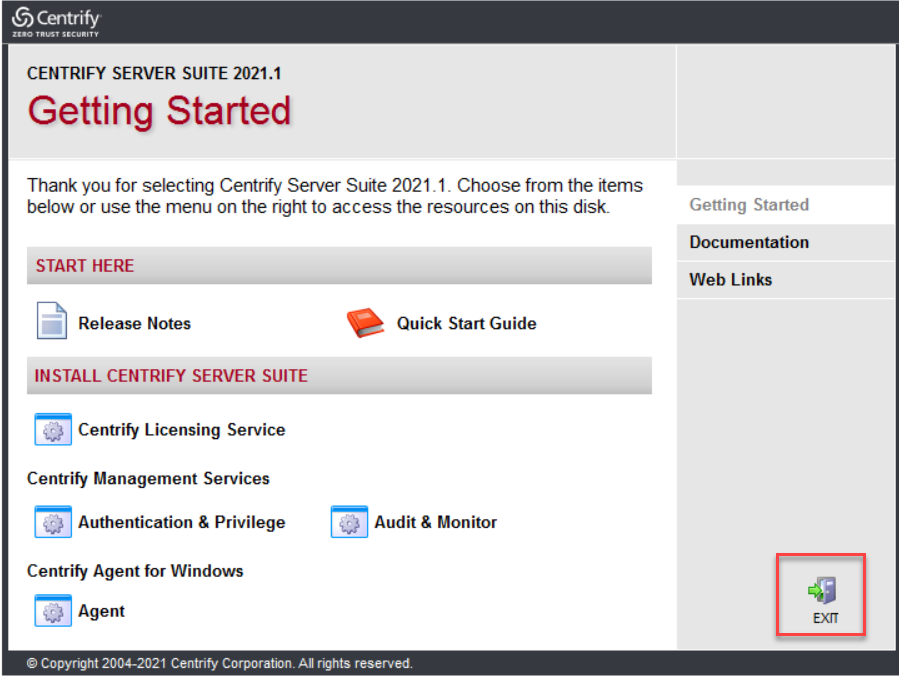 Centrify
ZERO TRUST SECURITY
CENTRIFY SERVER SUITE 2021.1
Getting Started
Thank you for selecting Centrify Server Suite 2021.1. Choose from the items
below or use the menu on the right to access the resources on this disk.
START HERE
Release Notes
Quick Start Guide
INSTALL CENTRIFY SERVER SUITE
Centrify Licensing Service
Centrify Management Services
Authentication & Privilege
Audit & Monitor
Centrify Agent for Windows
Agent
Getting Started
Documentation
Web Links
EXIT
© Copyright 2004-2021 Centrify Corporation. All rights reserved.